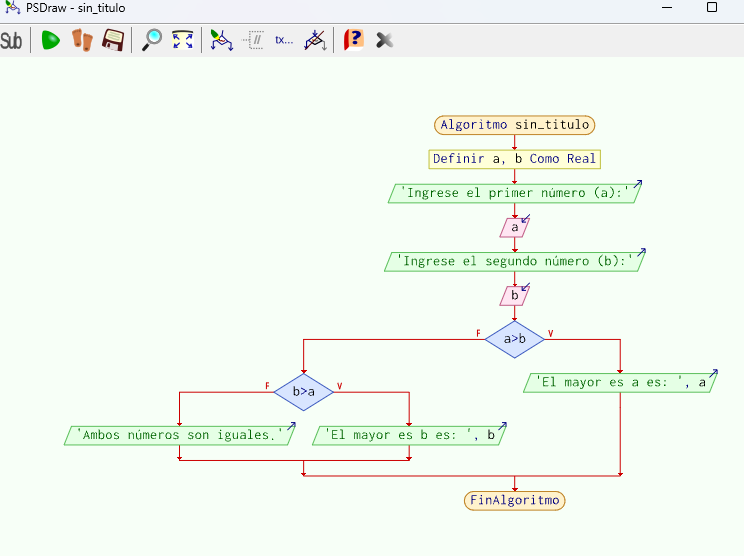 PSDraw - sin_titulo
Sub
//
tx...
?
Algoritmo sin_titulo
Definir a, b Como Real
'Ingrese el primer número (a):'
a
'Ingrese el segundo número (b):'
b
F
a>b
V
'El mayor es a es: ', a
F
b>a
V
'Ambos números son iguales.'
'El mayor es b es: ', b
FinAlgoritmo